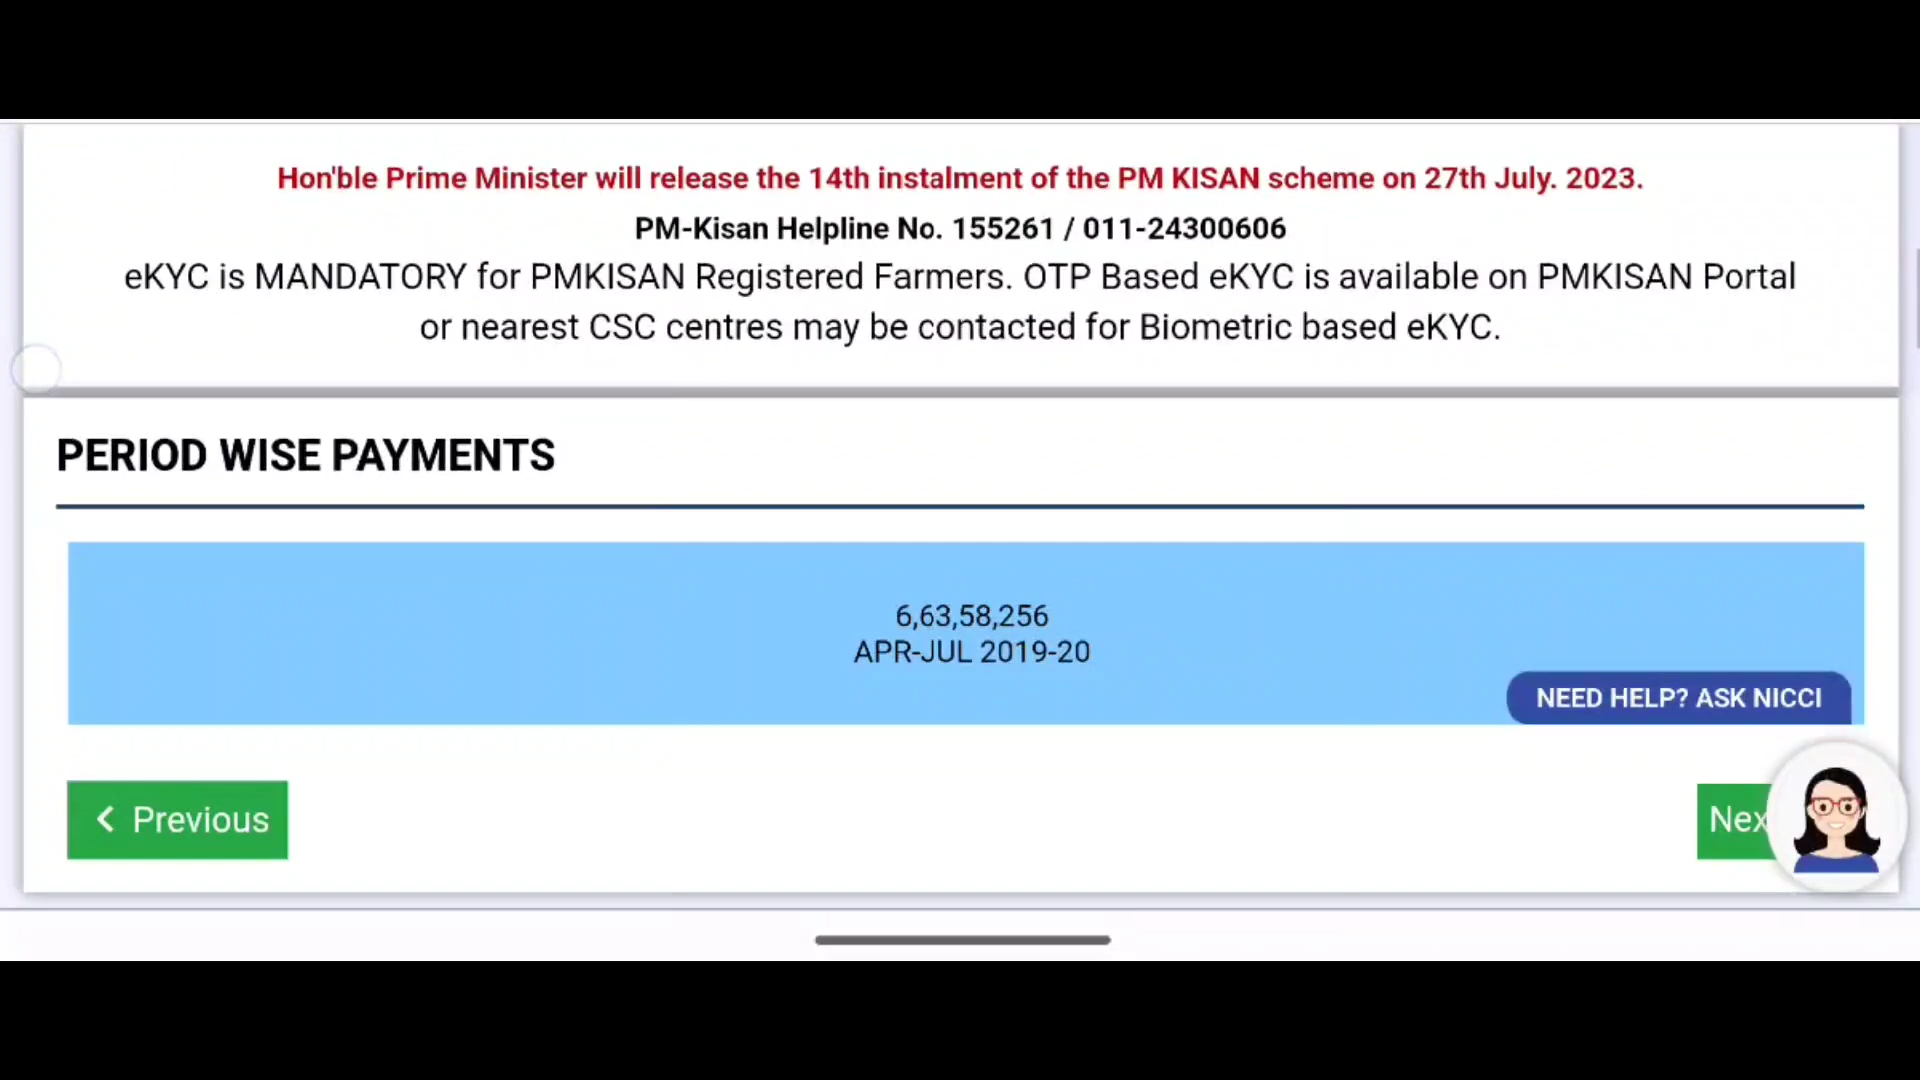 Hon'ble Prime Minister will release the 14th instalment of the PM KISAN scheme on 27th July. 2023.
PM-Kisan Helpline No. 155261 / 011-24300606
eKYC is MANDATORY for PMKISAN Registered Farmers. OTP Based eKYC is available on PMKISAN Portal
or nearest CSC centres may be contacted for Biometric based eKYC.
PERIOD WISE PAYMENTS
6,63,58,256
APR-JUL 2019-20
NEED HELP? ASK NICCI
Previous
Nex